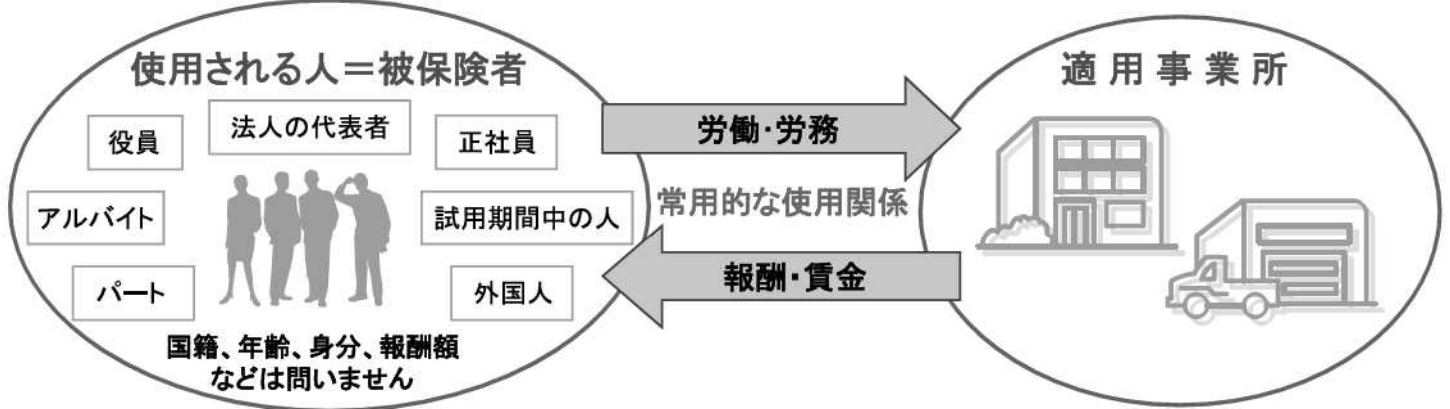 使用される人＝被保険者
役員
法人の代表者
正社員
アルバイト
試用期間中の人
パート
外国人
国籍、年齢、身分、報酬額
などは問いません
労働･労務
常用的な使用関係
報酬･賃金
適用事業所